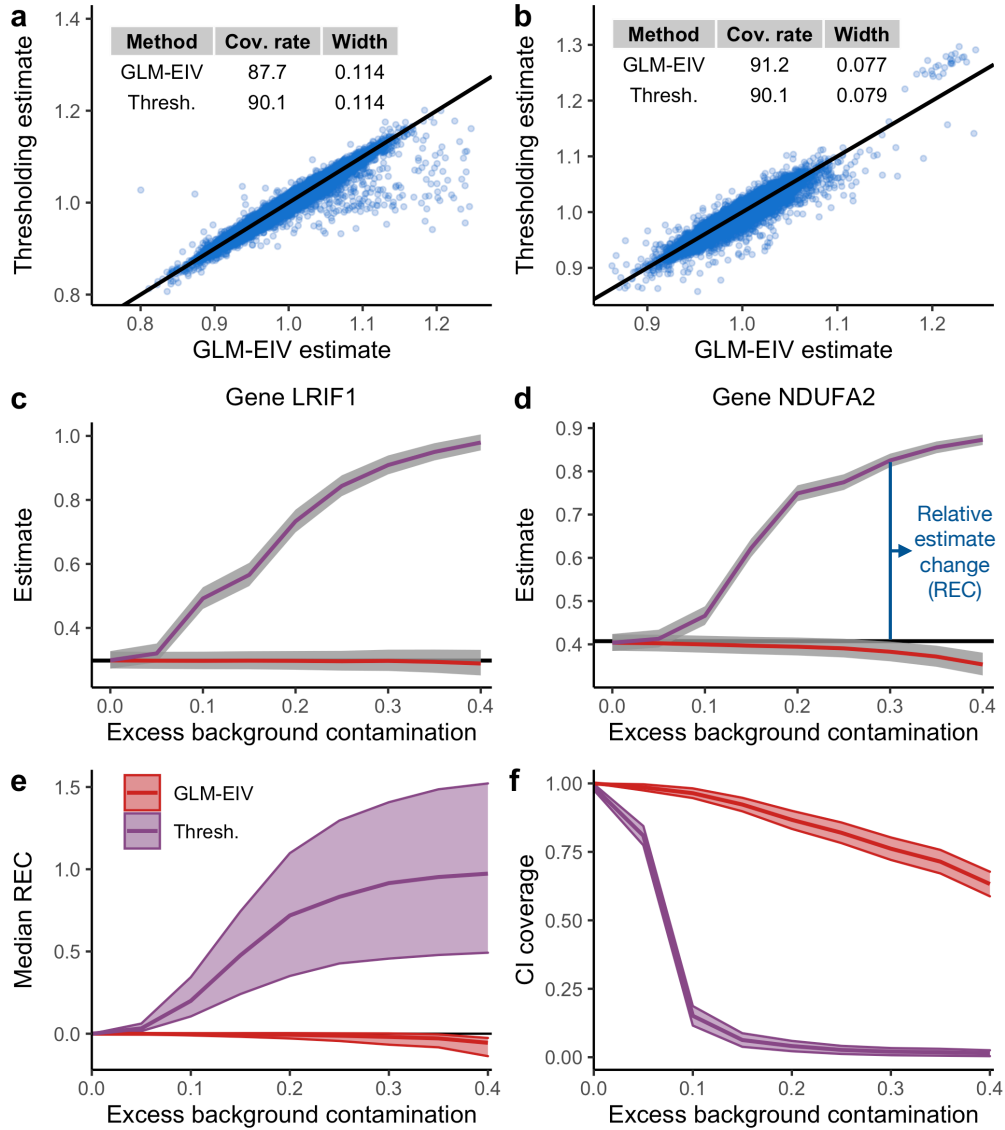 a
Method Cov. rate Width
GLM-EIV 87.7 0.114
Thresh. 90.1 0.114
Thresholding estimate
1.4
1.2
1.0
0.8
0.8 0.9 1.0 1.1 1.2
GLM-EIV estimate
b
Method Cov. rate Width
GLM-EIV 91.2 0.077
Thresh. 90.1 0.079
Thresholding estimate
1.3
1.2
1.1
1.0
0.9
0.9 1.0 1.1 1.2
GLM-EIV estimate
c
Gene LRIF1
Estimate
1.0
0.8
0.6
0.4
0.0 0.1 0.2 0.3 0.4
Excess background contamination
d
Gene NDUFA2
Estimate
0.9
0.8
0.7
0.6
0.5
0.4
Relative
estimate
change
(REC)
0.0 0.1 0.2 0.3 0.4
Excess background contamination
e
GLM-EIV
Thresh.
Median REC
1.5
1.0
0.5
0.0
0.0 0.1 0.2 0.3 0.4
Excess background contamination
f
CI coverage
1.00
0.75
0.50
0.25
0.00
0.0 0.1 0.2 0.3 0.4
Excess background contamination